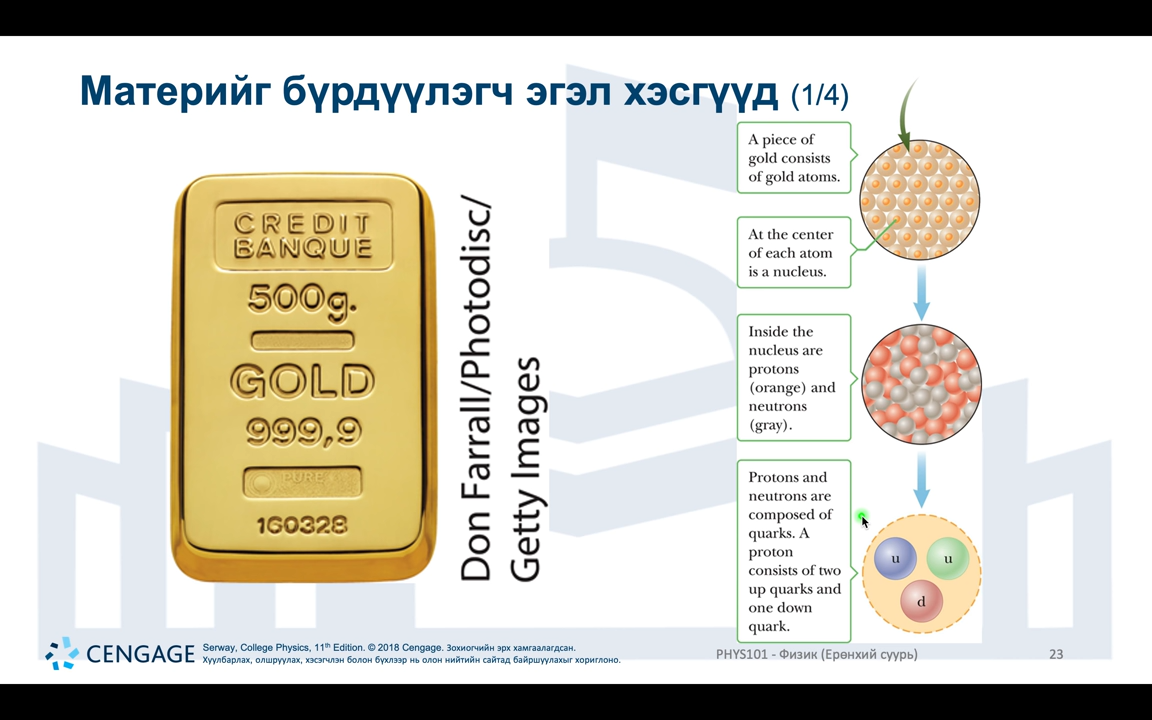 Материйг бүрдүүлэгч эгэл хэсгүүд (1/4)
CREDIT
BANQUE
500g.
GOLD
999,9
PURE
160328
Don Farrall/Photodisc/
Getty Images
A piece of
gold consists
of gold atoms.
At the center
of each atom
is a nucleus.
Inside the
nucleus are
protons
(orange) and
neutrons
(gray).
Protons and
neutrons are
composed of
quarks. A
proton
consists of two
up quarks and
one down
quark.
u
u
d
CENGAGE
Serway, College Physics, 11th Edition. © 2018 Cengage. Зохиогчийн эрх хамгаалагдсан.
Хуулбарлах, олшруулах, хэсэгчлэн болон бүхлээр нь олон нийтийн сайтад байршуулахыг хориглоно.
PHYS101 - Физик (Ерөнхий суурь)
23